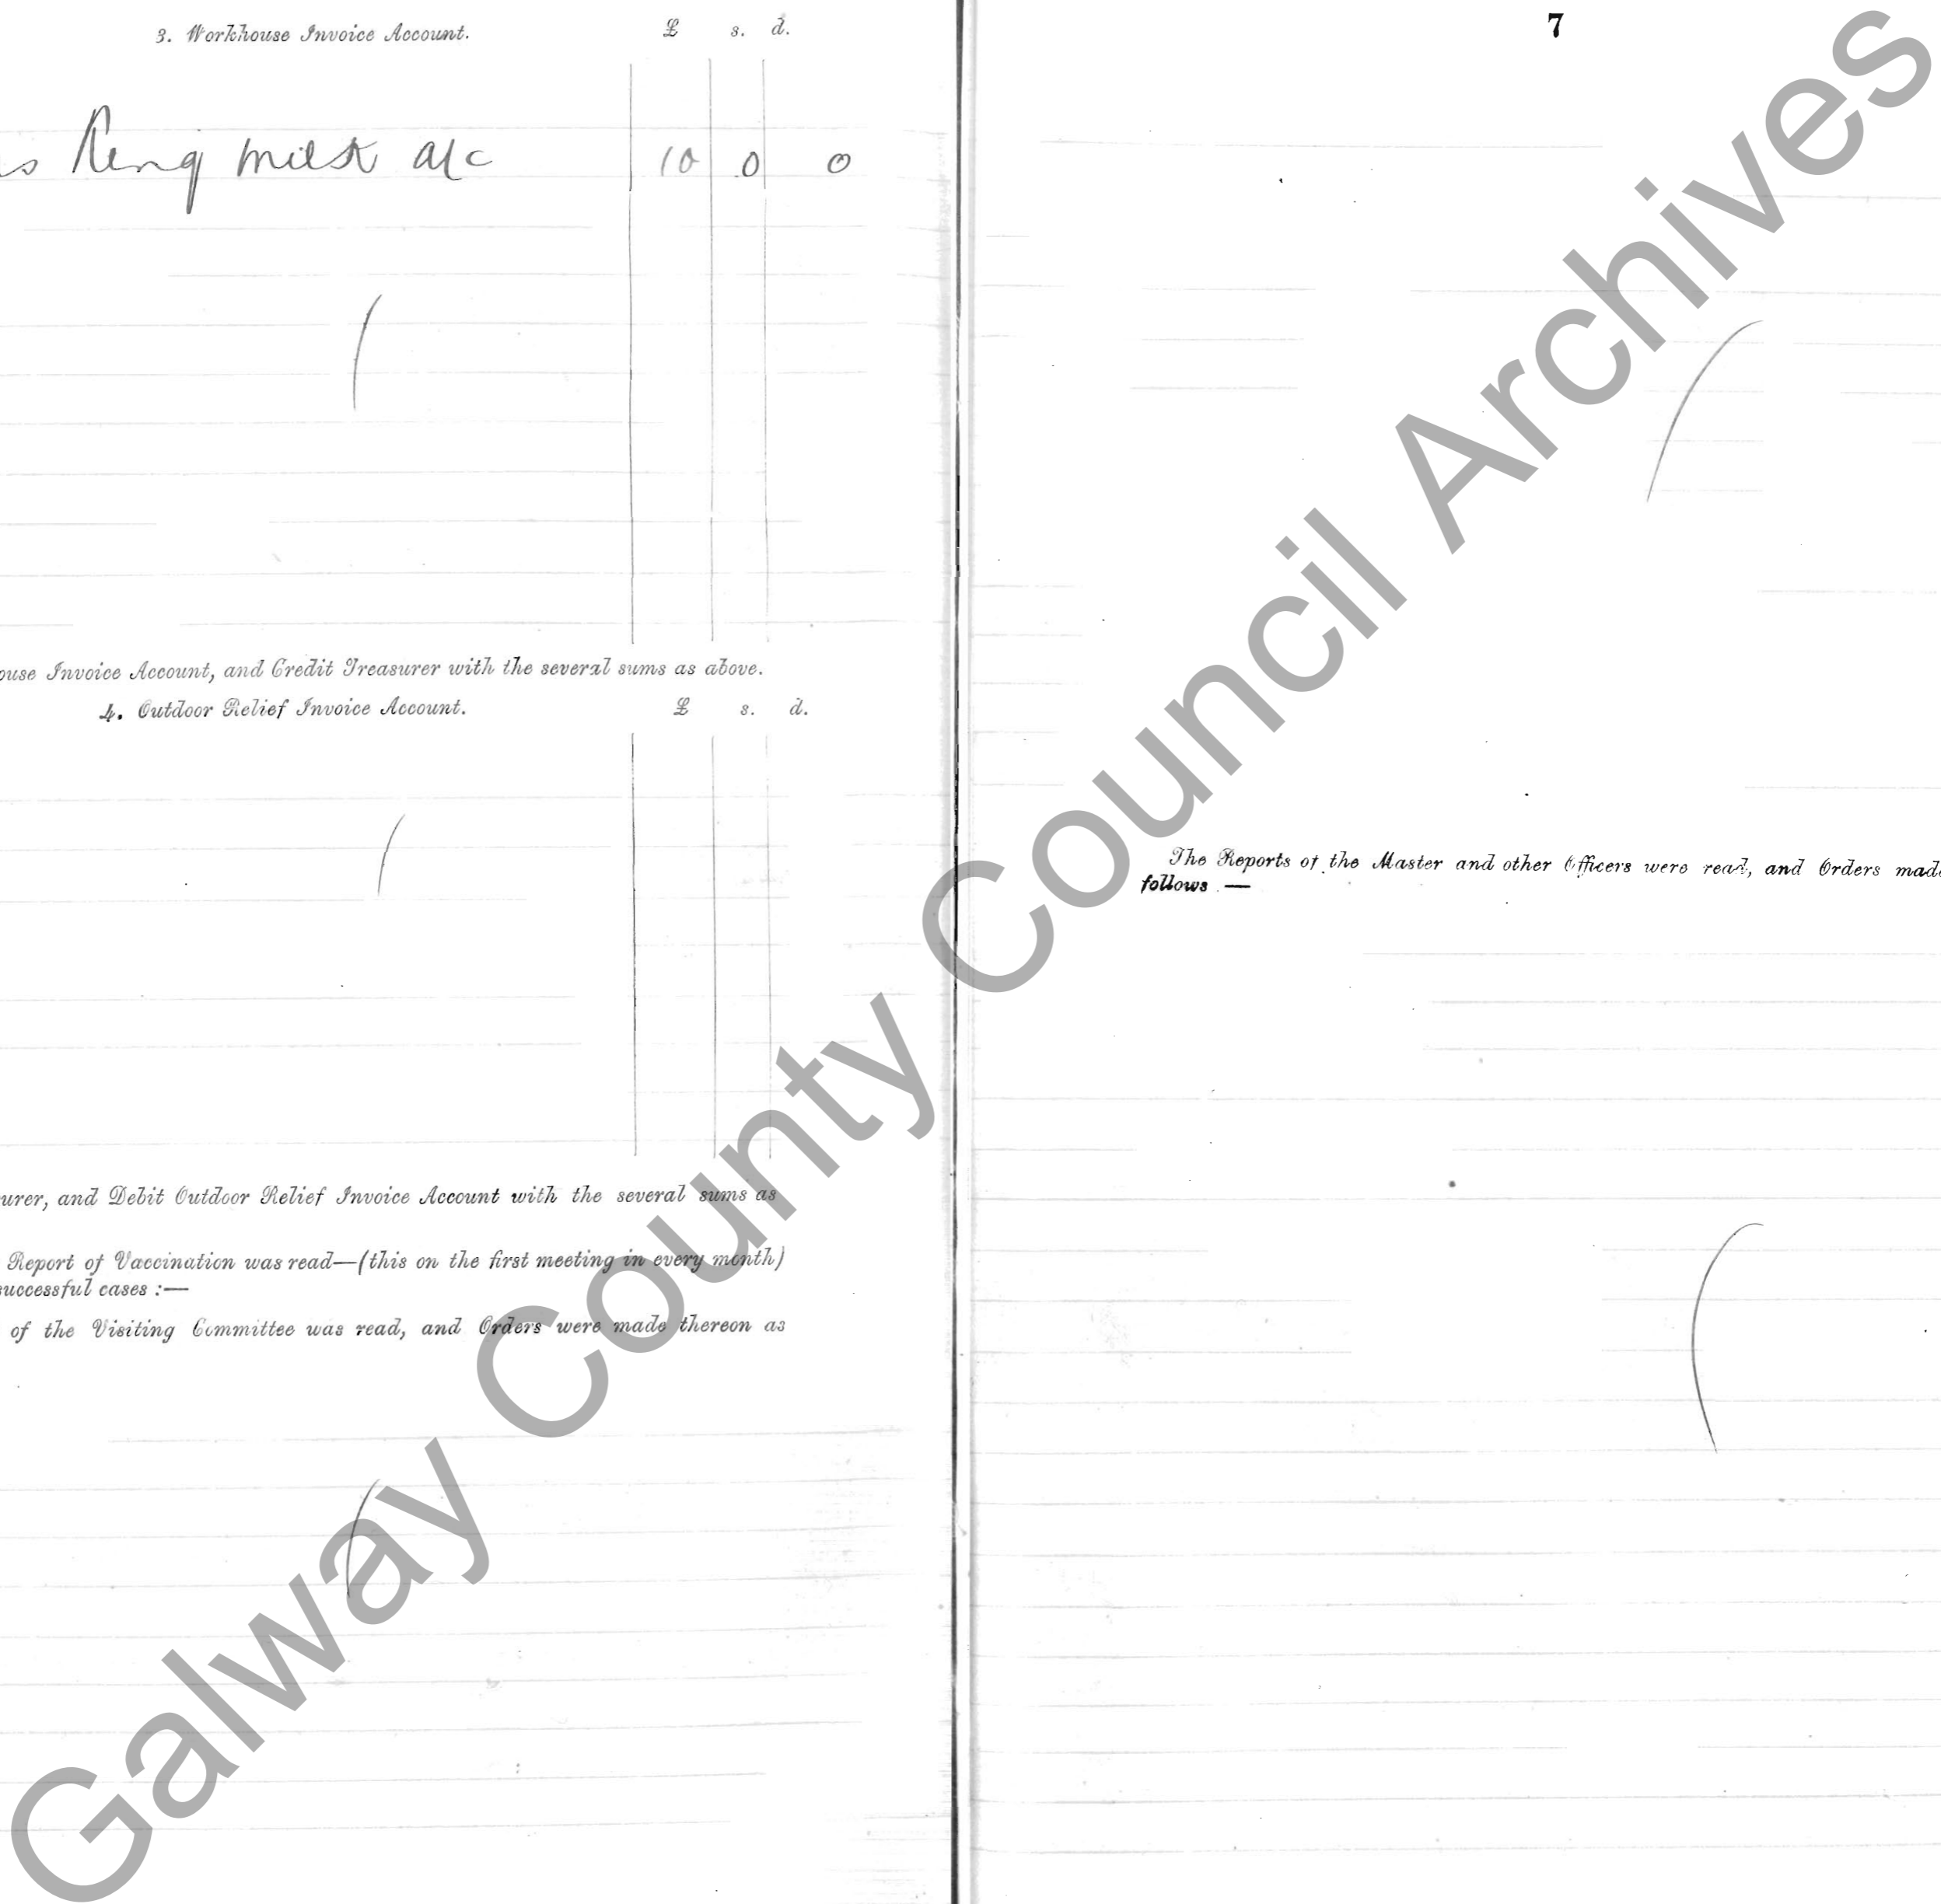 3. Workhouse Invoice Account. £ s. d.
s King milk a/c 10 0 0
ouse Invoice Account, and Credit Treasurer with the several sums as above.
4. Outdoor Relief Invoice Account. £ s. d.
urer, and Debit Outdoor Relief Invoice Account with the several sums as
Report of Vaccination was read—(this on the first meeting in every month)
successful cases :—
of the Visiting Committee was read, and Orders were made thereon as
7
The Reports of the Master and other Officers were read, and Orders made
follows —
Galway County Council Archives